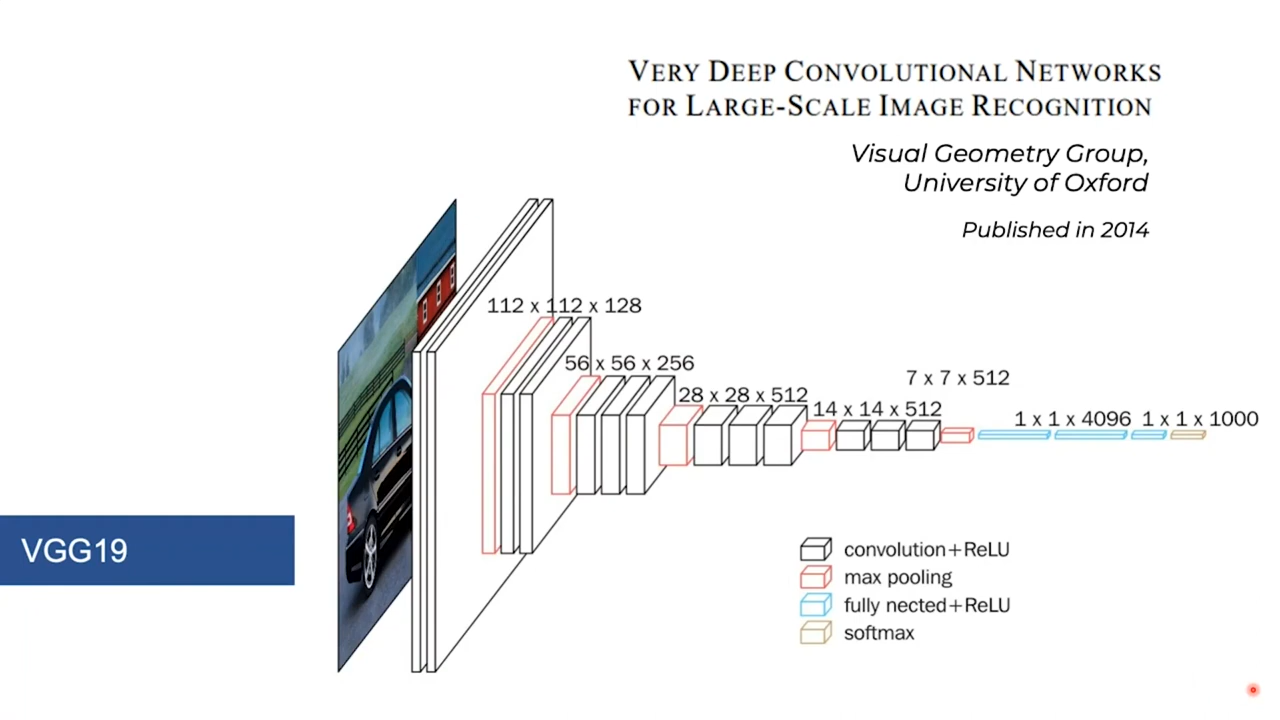 VERY DEEP CONVOLUTIONAL NETWORKS
FOR LARGE-SCALE IMAGE RECOGNITION
Visual Geometry Group,
University of Oxford
Published in 2014
112 x 112 x 128
56 x 56 x 256
28 x 28 x 512
14 x 14 x 512
7 x 7 x 512
1 x 1 x 4096
1 x 1 x 1000
VGG19
convolution+ReLU
max pooling
fully nected+ReLU
softmax